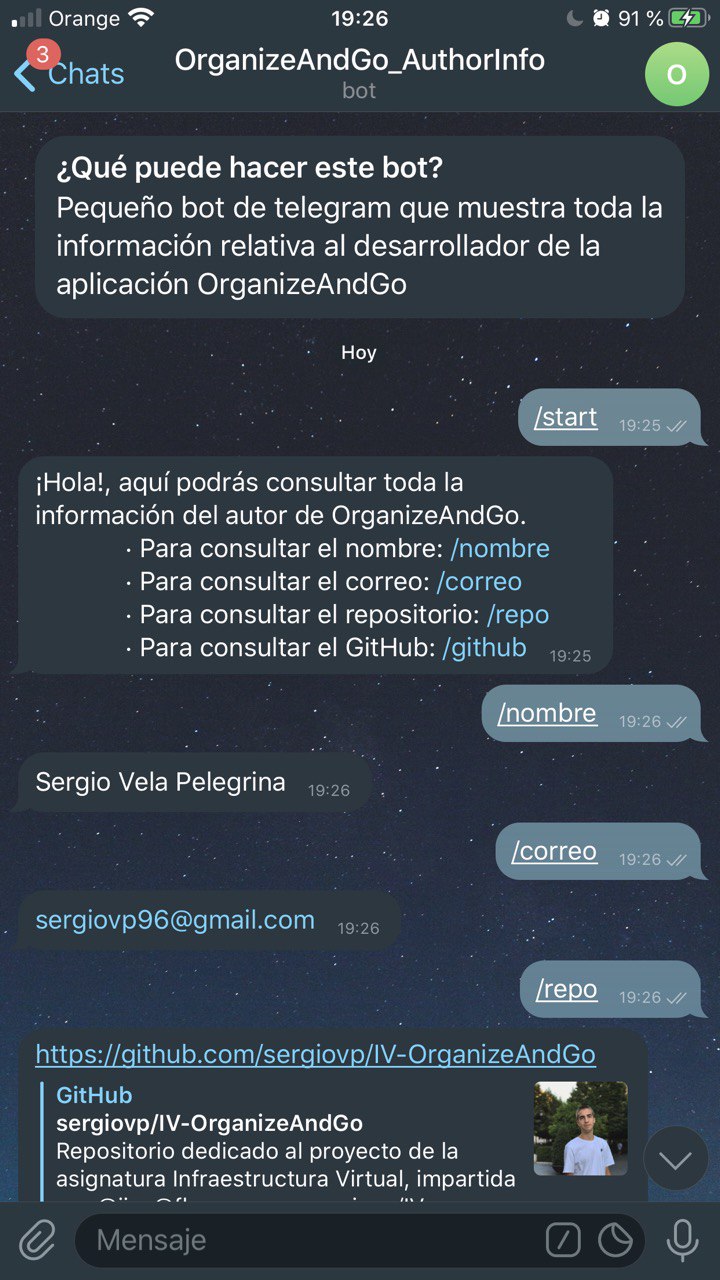 Orange
19:26
91 %
3
Chats
OrganizeAndGo_AuthorInfo
bot
O
¿Qué puede hacer este bot?
Pequeño bot de telegram que muestra toda la
información relativa al desarrollador de la
aplicación OrganizeAndGo
Hoy
/start 19:25
¡Hola!, aquí podrás consultar toda la
información del autor de OrganizeAndGo.
· Para consultar el nombre: /nombre
· Para consultar el correo: /correo
· Para consultar el repositorio: /repo
· Para consultar el GitHub: /github 19:25
/nombre 19:26
Sergio Vela Pelegrina 19:26
/correo 19:26
sergiovp96@gmail.com 19:26
/repo 19:26
https://github.com/sergiovp/IV-OrganizeAndGo
GitHub
sergiovp/IV-OrganizeAndGo
Repositorio dedicado al proyecto de la
asignatura Infraestructura Virtual, impartida
Mensaje